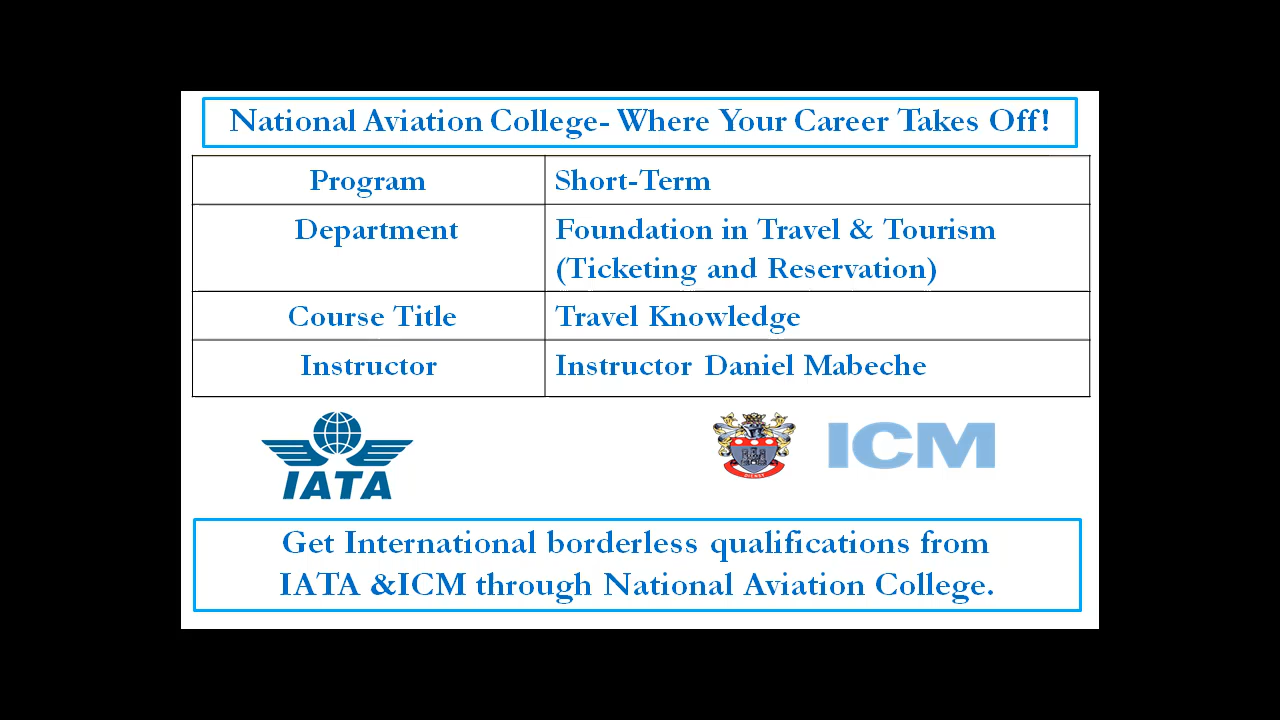 National Aviation College- Where Your Career Takes Off!
Program Short-Term
Department Foundation in Travel & Tourism
(Ticketing and Reservation)
Course Title Travel Knowledge
Instructor Instructor Daniel Mabeche
IATA
ICM
Get International borderless qualifications from
IATA &ICM through National Aviation College.